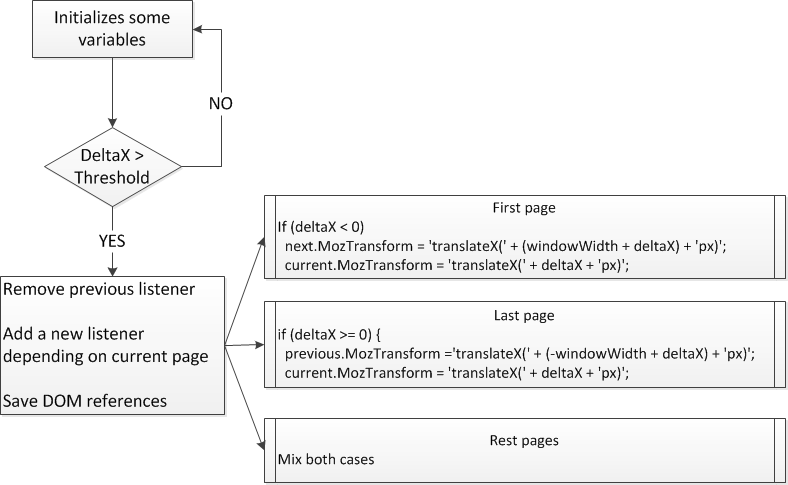 Initializes some
variables
NO
DeltaX >
Threshold
YES
Remove previous listener
Add a new listener
depending on current page
Save DOM references
First page
If (deltaX < 0)
next.MozTransform = 'translateX(' + (windowWidth + deltaX) + 'px)';
current.MozTransform = 'translateX(' + deltaX + 'px)';
Last page
if (deltaX >= 0) {
previous.MozTransform ='translateX(' + (-windowWidth + deltaX) + 'px)';
current.MozTransform = 'translateX(' + deltaX + 'px)';
Rest pages
Mix both cases